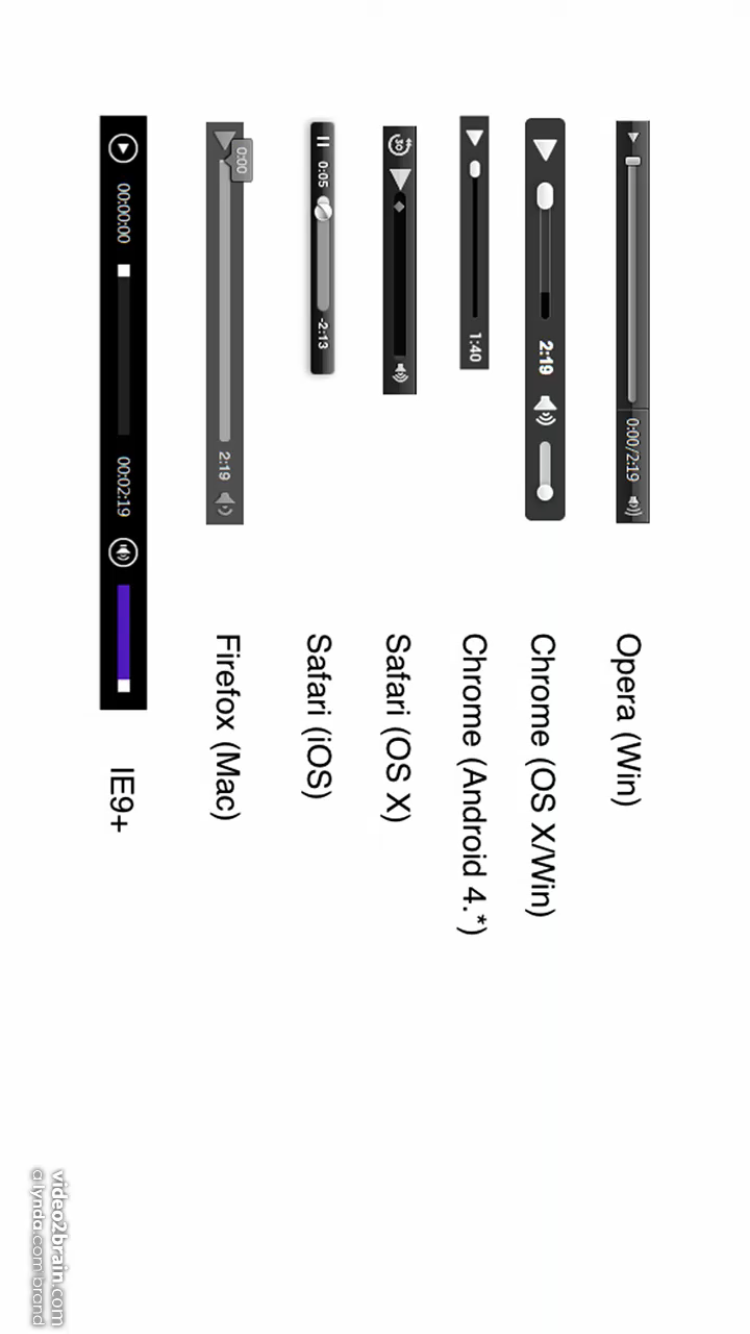 0:00/2:19
Opera (Win)
2:19
Chrome (OS X/Win)
1:40
Chrome (Android 4.*)
30
Safari (OS X)
0:05
-2:13
Safari (iOS)
0:00
2:19
Firefox (Mac)
00:00:00
00:02:19
IE9+
video2brain.com
a lynda.com brand